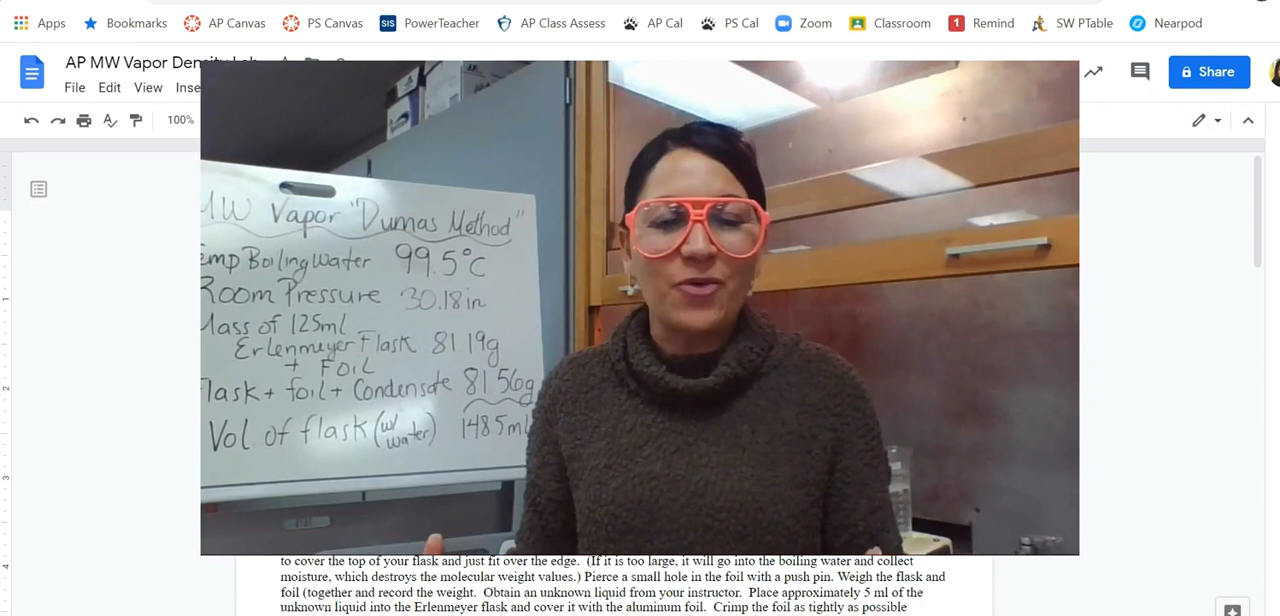 Apps Bookmarks AP Canvas PS Canvas SIS PowerTeacher AP Class Assess AP Cal PS Cal Zoom Classroom 1 Remind SW PTable Nearpod
AP MW Vapor Density Lab
Share
File Edit View Inse
100%
MW Vapor "Dumas Method"
Temp Boiling Water 99.5°C
Room Pressure 30.18in
Mass of 125ml
Erlenmeyer Flask 81 19g
+ FOIL
Flask + foil + Condensate 81 56g
Vol. of flask (w/ water) 148 5ml
1
2
3
4
to cover the top of your flask and just fit over the edge. (If it is too large, it will go into the boiling water and collect
moisture, which destroys the molecular weight values.) Pierce a small hole in the foil with a push pin. Weigh the flask and
foil (together and record the weight. Obtain an unknown liquid from your instructor. Place approximately 5 ml of the
unknown liquid into the Erlenmeyer flask and cover it with the aluminum foil. Crimp the foil as tightly as possible